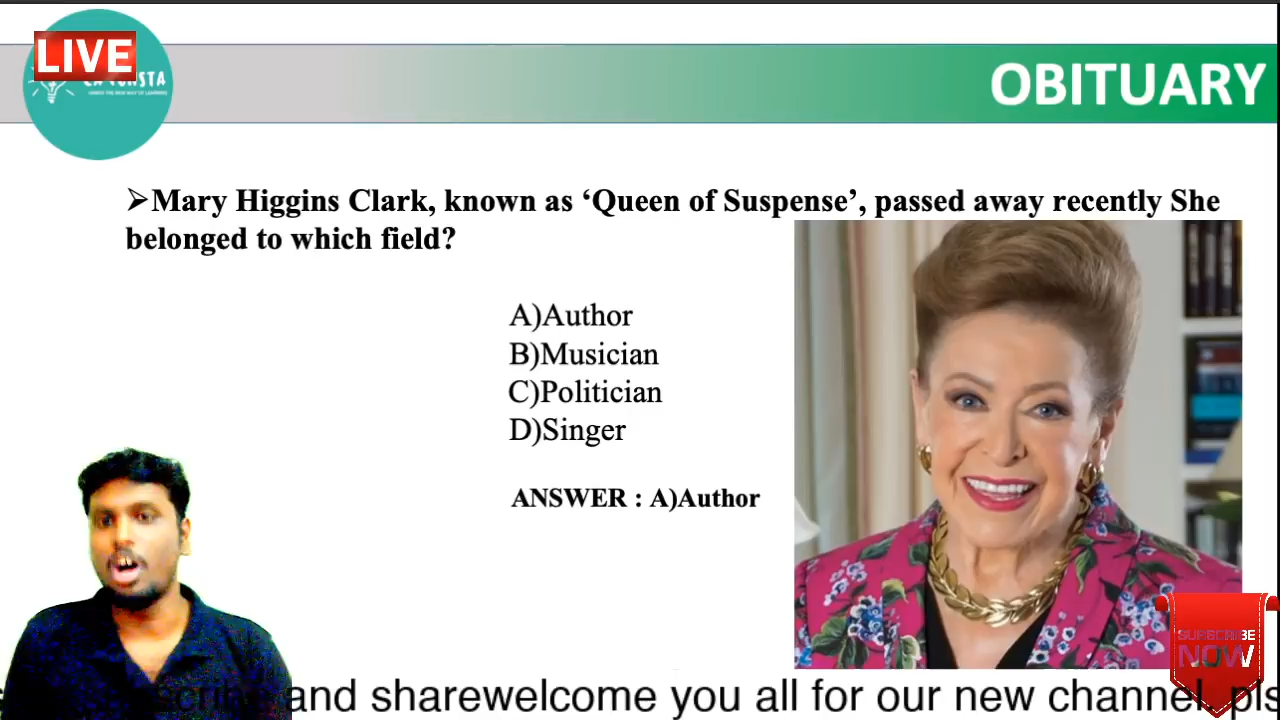 LIVE
OBITUARY
➢Mary Higgins Clark, known as ‘Queen of Suspense’, passed away recently She
belonged to which field?
A)Author
B)Musician
C)Politician
D)Singer
ANSWER : A)Author
SUBSCRIBE
NOW
and sharewelcome you all for our new channel, pls